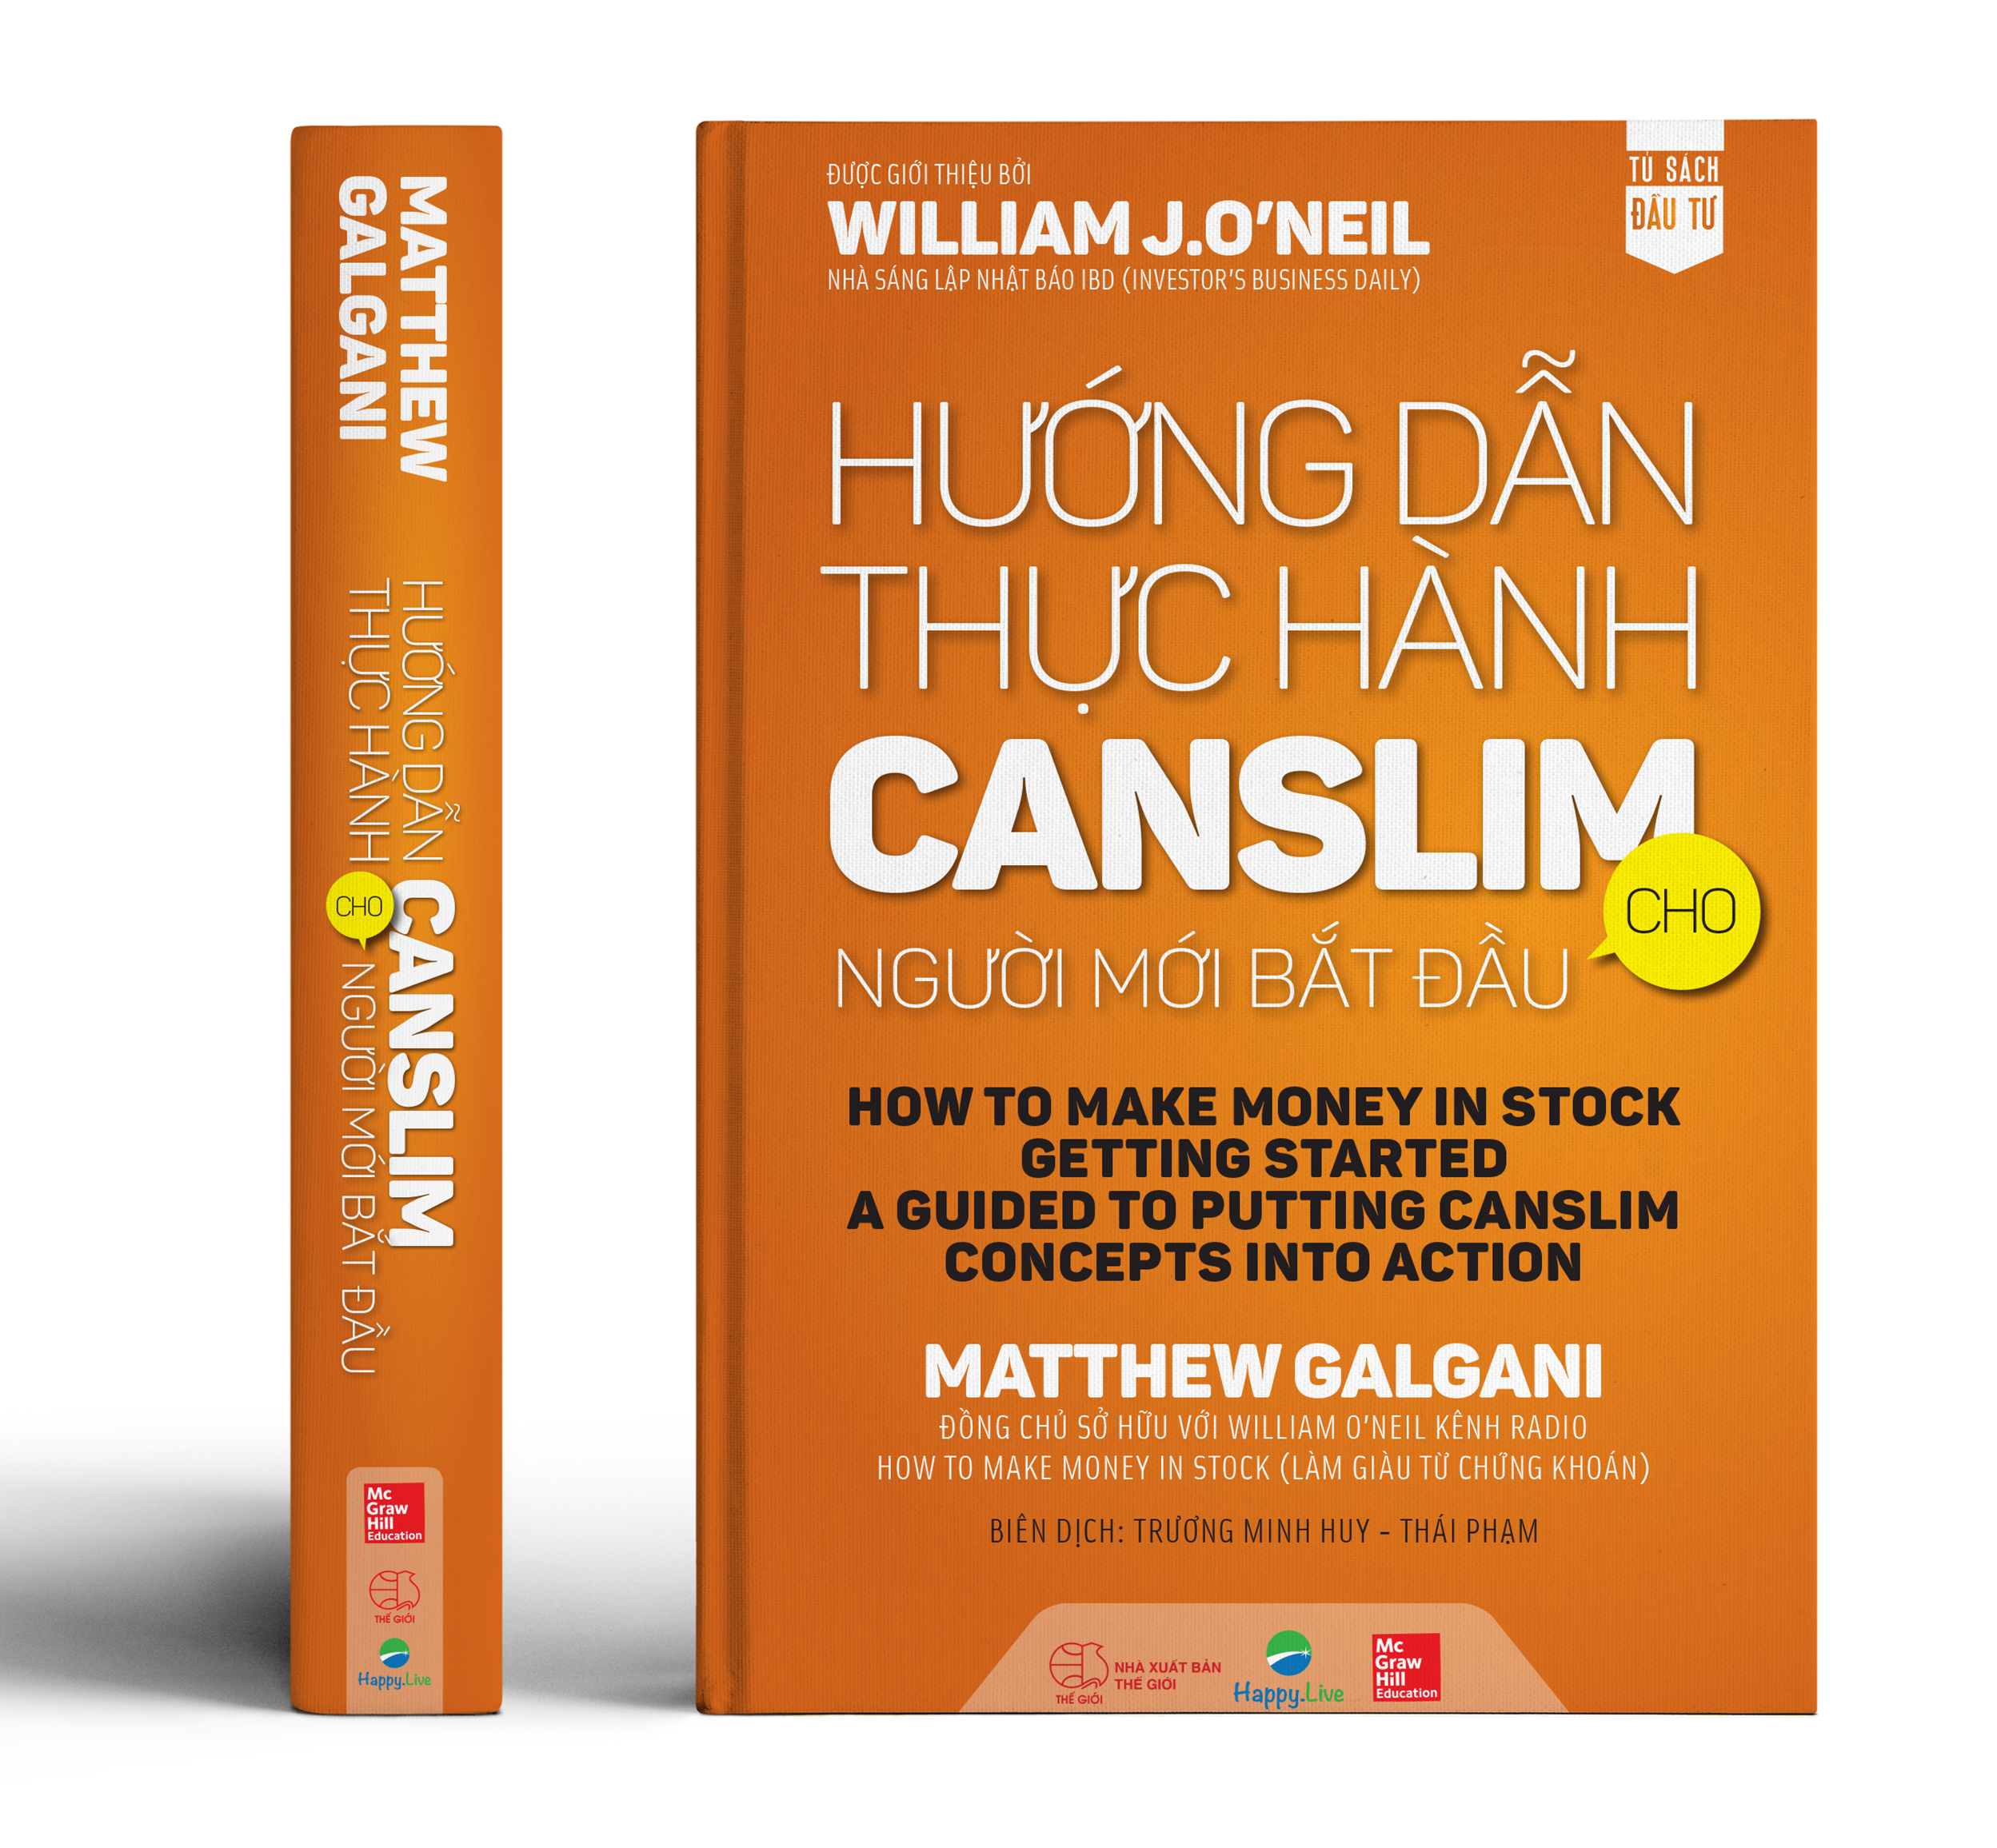 MATTHEW
GALGANI
HƯỚNG DẪN CANSLIM
THỰC HÀNH CHO NGƯỜI MỚI BẮT ĐẦU
Mc
Graw
Hill
Education
THẾ GIỚI
Happy.Live
ĐƯỢC GIỚI THIỆU BỞI
WILLIAM J.O'NEIL
NHÀ SÁNG LẬP NHẬT BÁO IBD (INVESTOR'S BUSINESS DAILY)
TỦ SÁCH
ĐẦU TƯ
HƯỚNG DẪN
THỰC HÀNH
CANSLIM
CHO
NGƯỜI MỚI BẮT ĐẦU
HOW TO MAKE MONEY IN STOCK
GETTING STARTED
A GUIDED TO PUTTING CANSLIM
CONCEPTS INTO ACTION
MATTHEW GALGANI
ĐỒNG CHỦ SỞ HỮU VỚI WILLIAM O'NEIL KÊNH RADIO
HOW TO MAKE MONEY IN STOCK (LÀM GIÀU TỪ CHỨNG KHOÁN)
BIÊN DỊCH: TRƯƠNG MINH HUY - THÁI PHẠM
THẾ GIỚI
NHÀ XUẤT BẢN
THẾ GIỚI
Happy.Live
Mc
Graw
Hill
Education